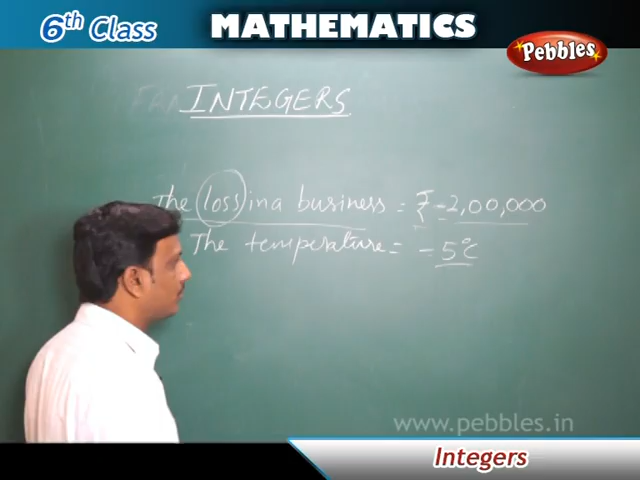 6th Class
MATHEMATICS
Pebbles
INTEGERS
The loss in a business = ₹ -2,00,000
The temperature = -5°C
www.pebbles.in
Integers